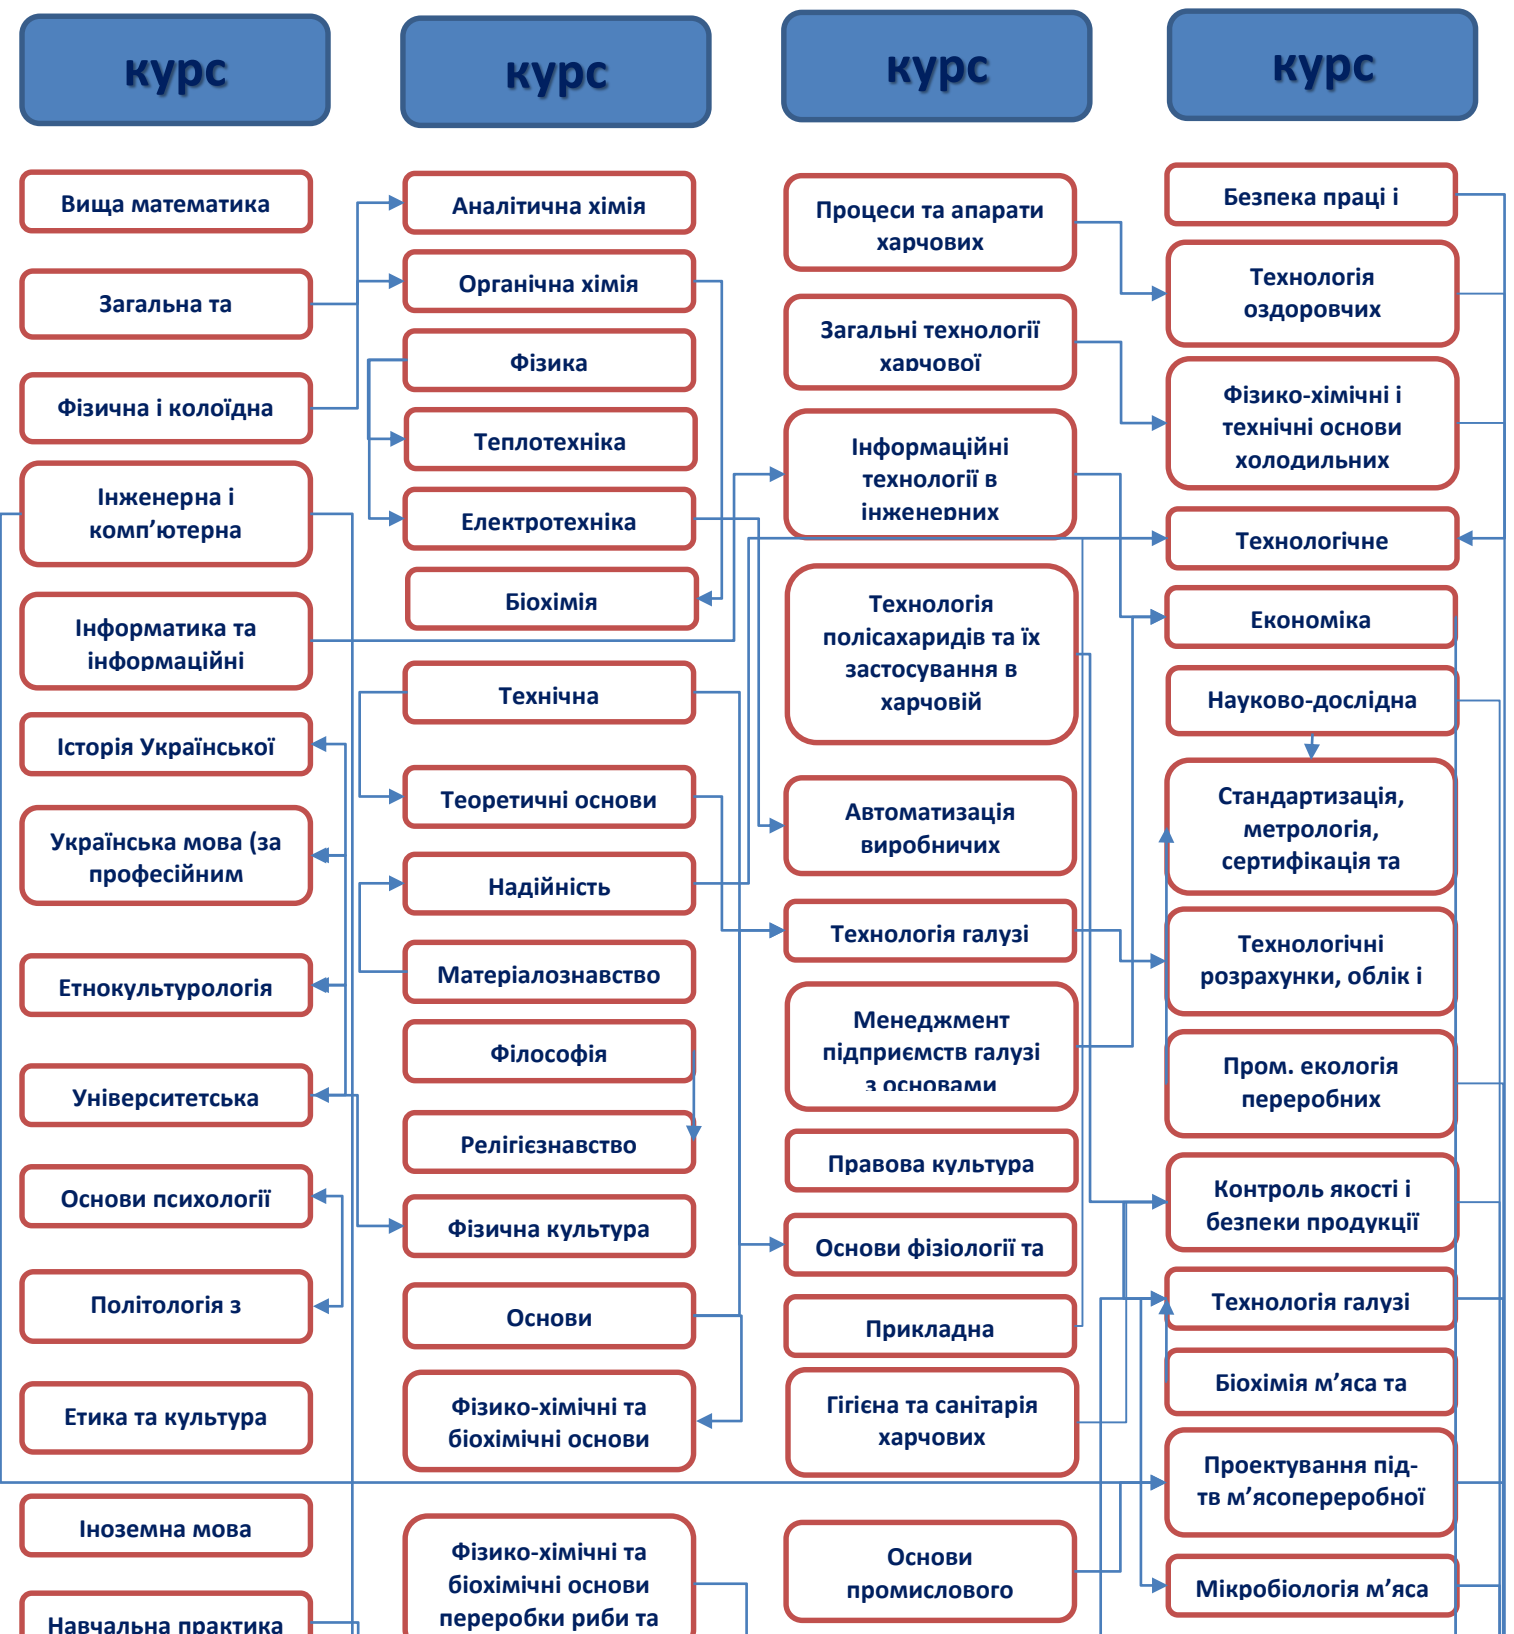 курс
курс
курс
курс
Вища математика
Загальна та
Фізична і колоїдна
Інженерна і
комп’ютерна
Інформатика та
інформаційні
Історія Української
Українська мова (за
професійним
Етнокультурологія
Університетська
Основи психології
Політологія з
Етика та культура
Іноземна мова
Навчальна практика
Аналітична хімія
Органічна хімія
Фізика
Теплотехніка
Електротехніка
Біохімія
Технічна
Теоретичні основи
Надійність
Матеріалознавство
Філософія
Релігієзнавство
Фізична культура
Основи
Фізико-хімічні та
біохімічні основи
Фізико-хімічні та
біохімічні основи
переробки риби та
Процеси та апарати
харчових
Загальні технології
харчової
Інформаційні
технології в
інженерних
Технологія
полісахаридів та їх
застосування в
харчовій
Автоматизація
виробничих
Технологія галузі
Менеджмент
підприємств галузі
з основами
Правова культура
Основи фізіології та
Прикладна
Гігієна та санітарія
харчових
Основи
промислового
Безпека праці і
Технологія
оздоровчих
Фізико-хімічні і
технічні основи
холодильних
Технологічне
Економіка
Науково-дослідна
Стандартизація,
метрологія,
сертифікація та
Технологічні
розрахунки, облік і
Пром. екологія
переробних
Контроль якості і
безпеки продукції
Технологія галузі
Біохімія м’яса та
Проектування під-
тв м’ясопереробної
Мікробіологія м’яса